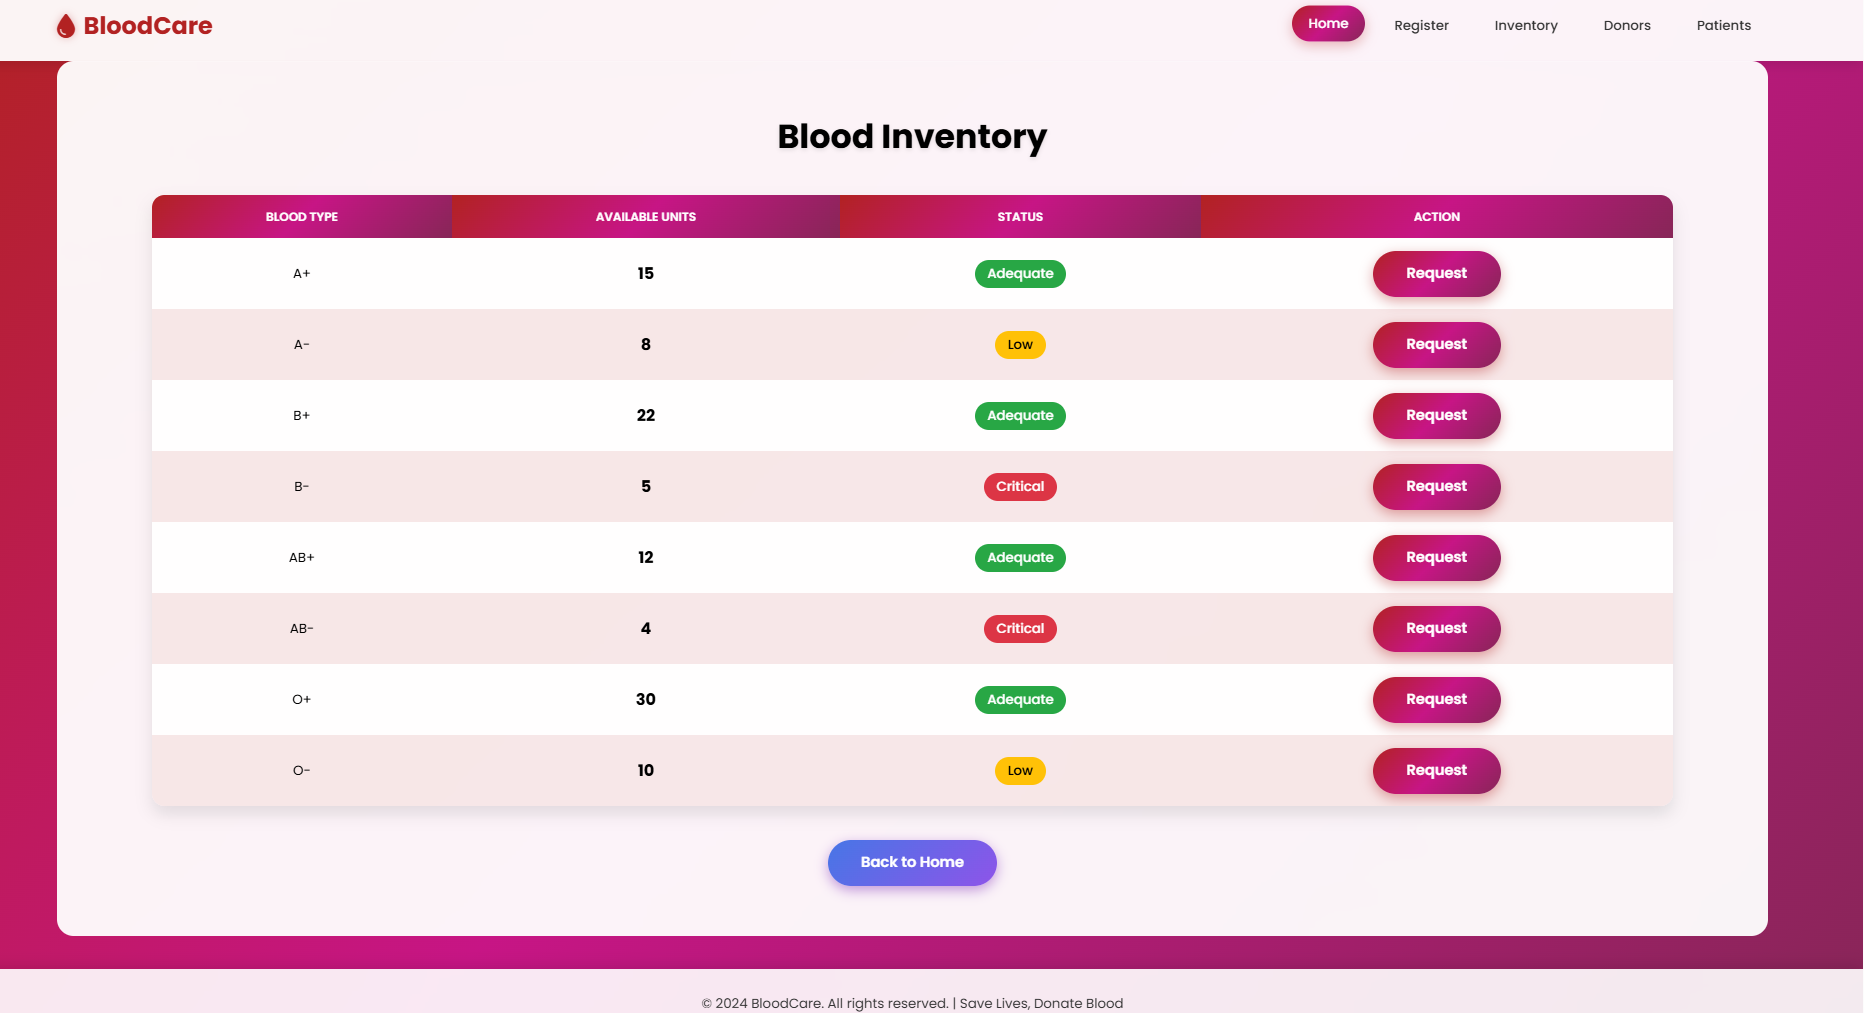 BloodCare
Home Register Inventory Donors Patients
Blood Inventory
BLOOD TYPE AVAILABLE UNITS STATUS ACTION
A+ 15 Adequate Request
A- 8 Low Request
B+ 22 Adequate Request
B- 5 Critical Request
AB+ 12 Adequate Request
AB- 4 Critical Request
O+ 30 Adequate Request
O- 10 Low Request
Back to Home
© 2024 BloodCare. All rights reserved. | Save Lives, Donate Blood